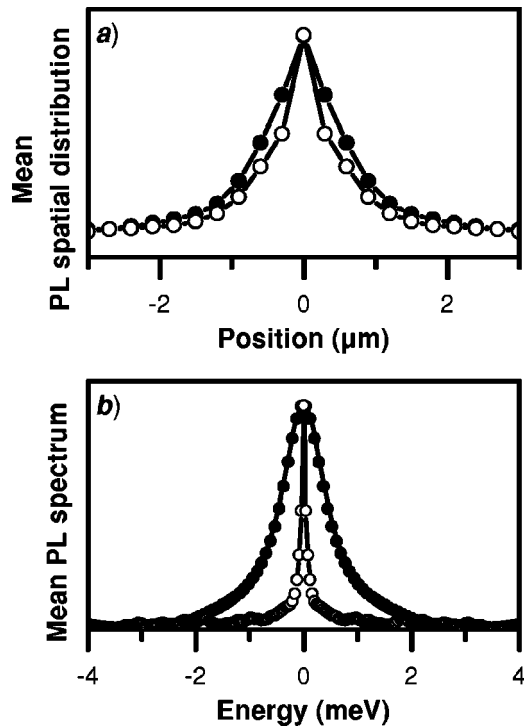 a)
Mean
PL spatial distribution
-2 0 2
Position (µm)
b)
Mean PL spectrum
-4 -2 0 2 4
Energy (meV)